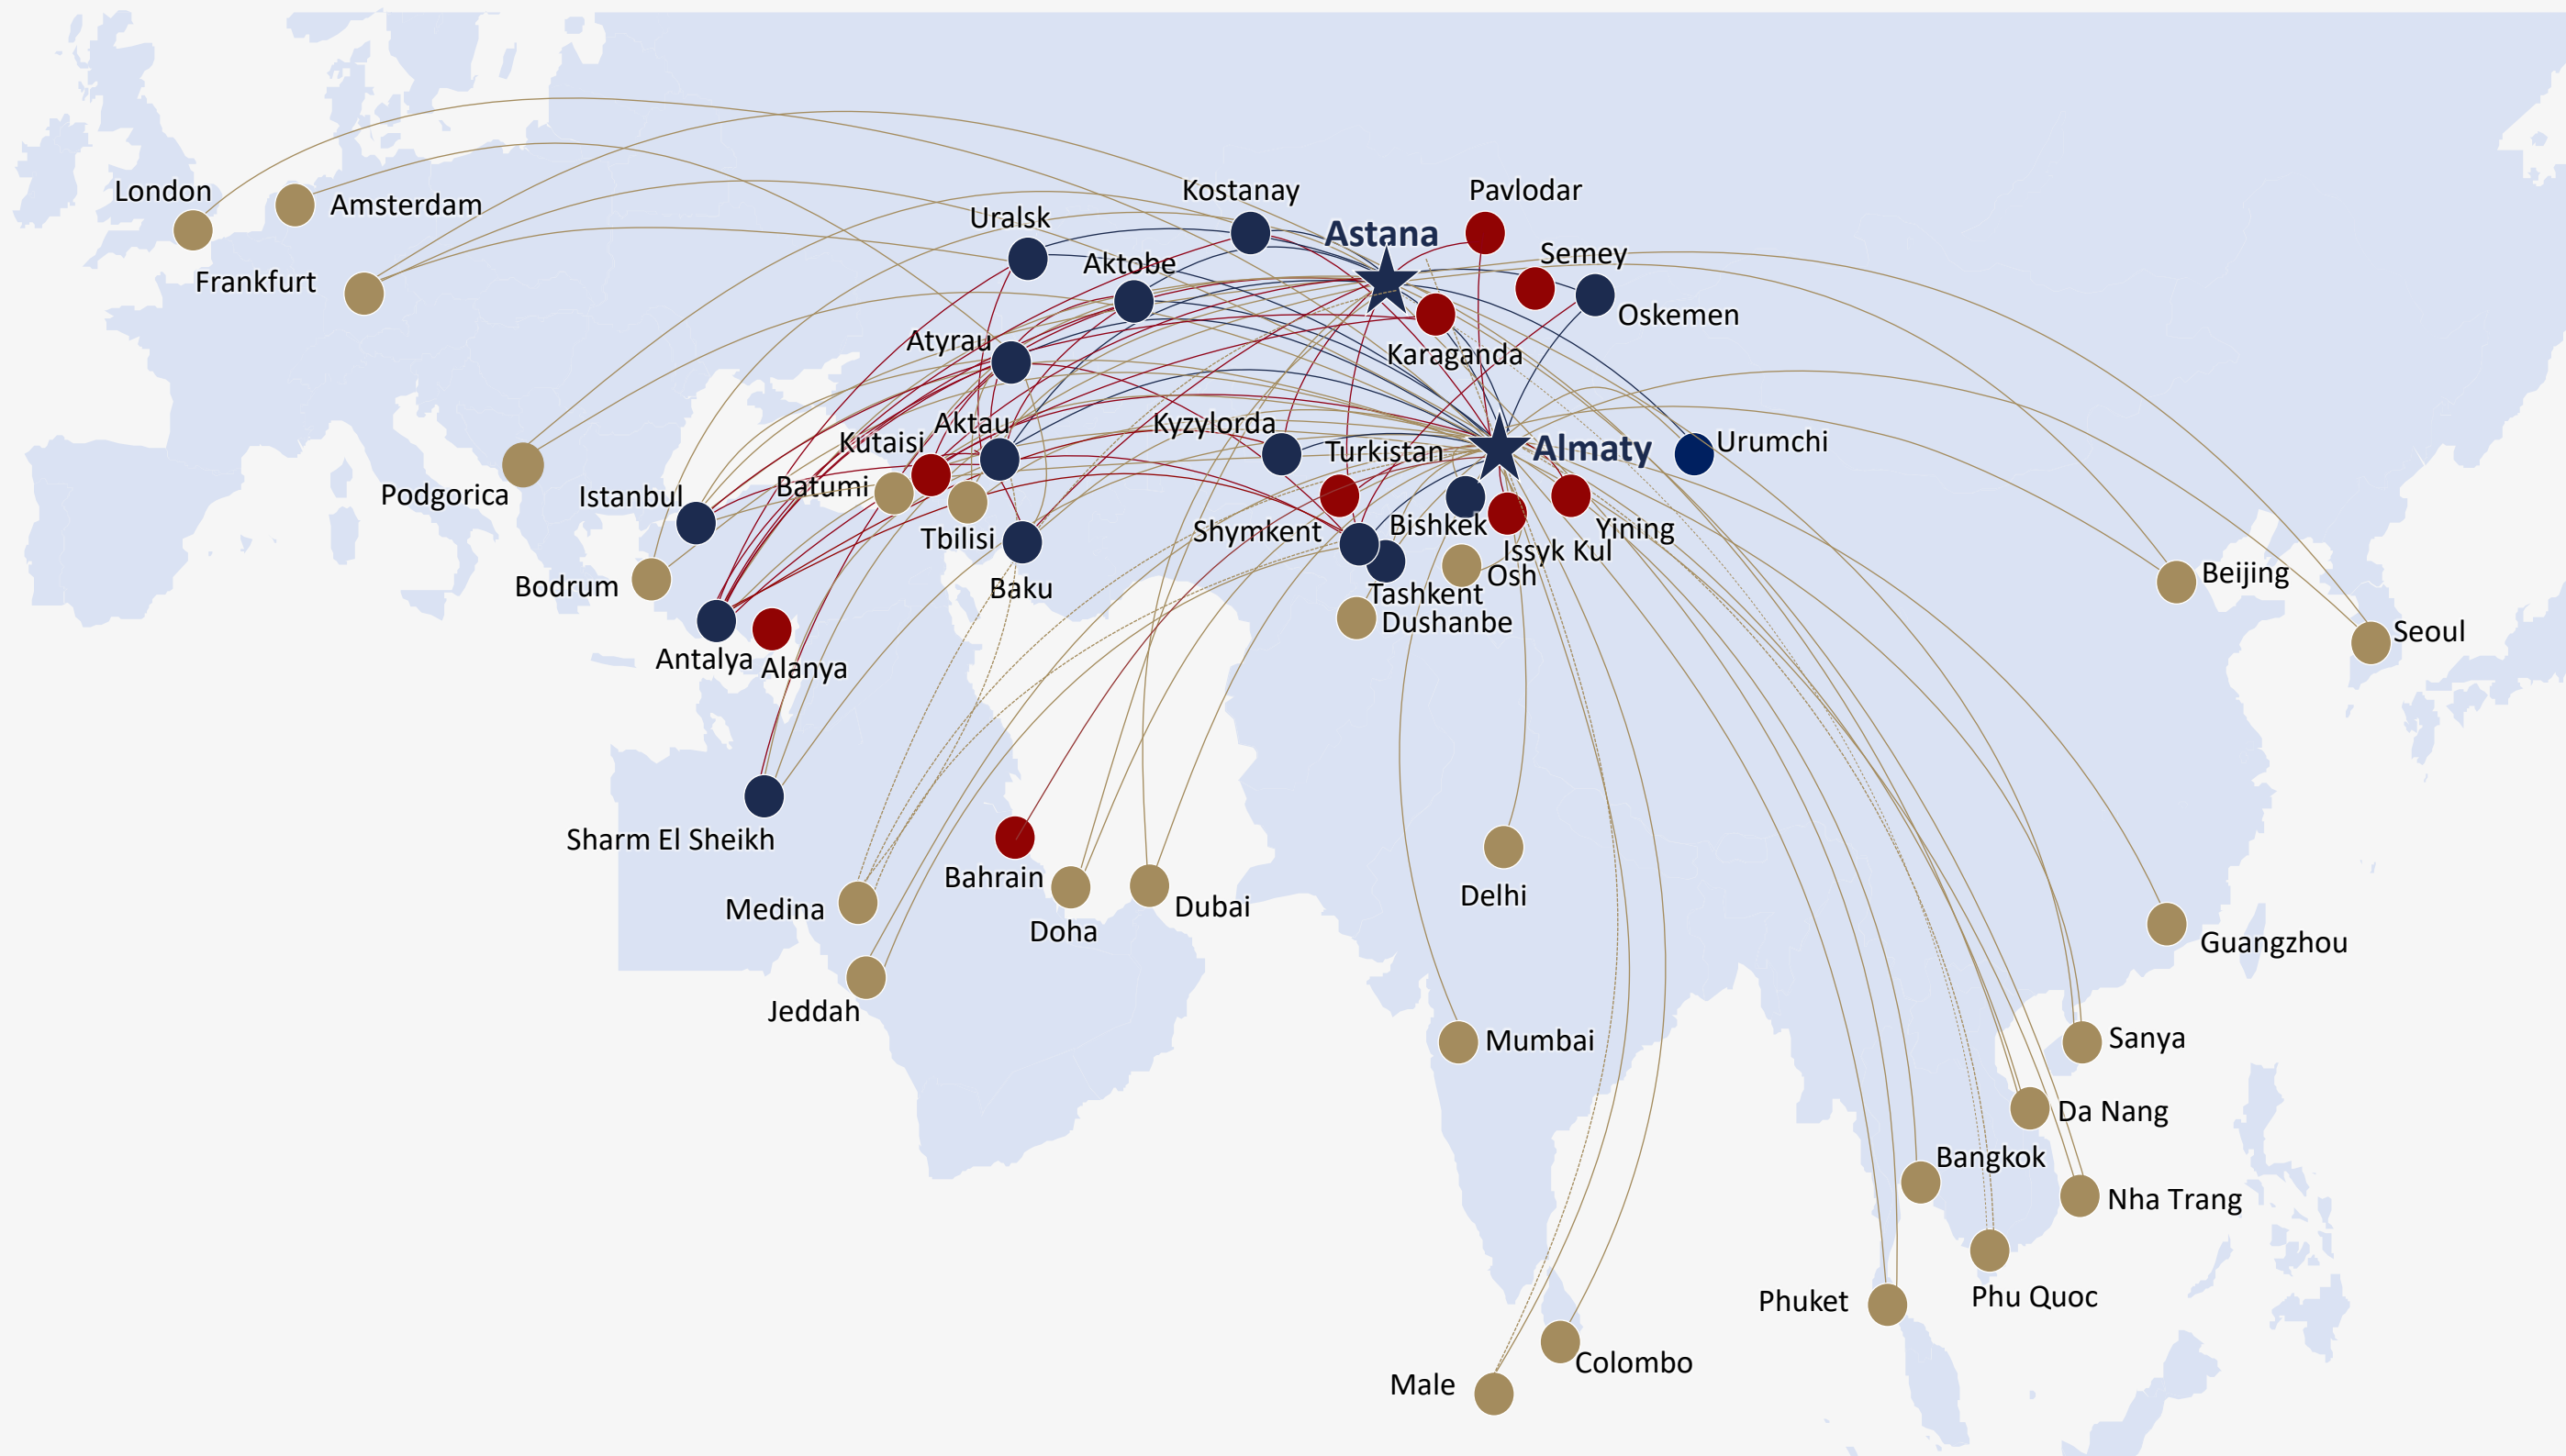 London
Amsterdam
Frankfurt
Kostanay
Pavlodar
Uralsk
Astana
Semey
Aktobe
Oskemen
Atyrau
Karaganda
Aktau
Kyzylorda
Kutaisi
Turkistan
Almaty
Urumchi
Batumi
Podgorica
Istanbul
Tbilisi
Shymkent
Bishkek
Yining
Issyk Kul
Osh
Beijing
Bodrum
Baku
Tashkent
Dushanbe
Seoul
Antalya
Alanya
Sharm El Sheikh
Medina
Bahrain
Doha
Dubai
Delhi
Guangzhou
Jeddah
Mumbai
Sanya
Da Nang
Bangkok
Nha Trang
Phuket
Phu Quoc
Colombo
Male